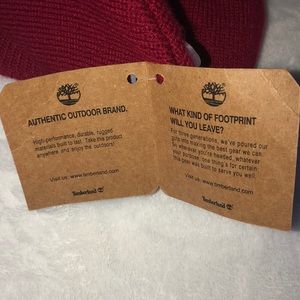 AUTHENTIC OUTDOOR BRAND.
High-performance, durable, rugged
materials built to last. Take this product
anywhere, and enjoy the outdoors!
Visit us: www.timberland.com
Timberland
WHAT KIND OF FOOTPRINT
WILL YOU LEAVE?
For three generations, we've poured our
guts into making the best gear we can.
So wherever you're headed, whatever
your purpose, one thing's for certain
this gear was built to serve you well.
Visit us: www.timberland.com
Timberland